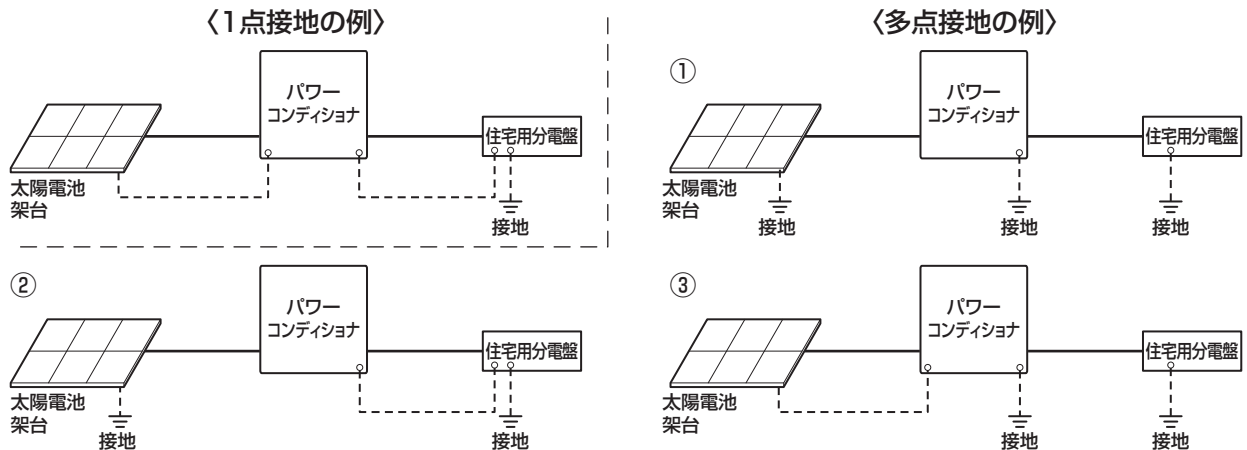 〈1点接地の例〉
パワー
コンディショナ
住宅用分電盤
太陽電池
架台
接地
〈多点接地の例〉
①
パワー
コンディショナ
住宅用分電盤
太陽電池
架台
接地
接地
接地
②
パワー
コンディショナ
住宅用分電盤
太陽電池
架台
接地
接地
③
パワー
コンディショナ
住宅用分電盤
太陽電池
架台
接地
接地